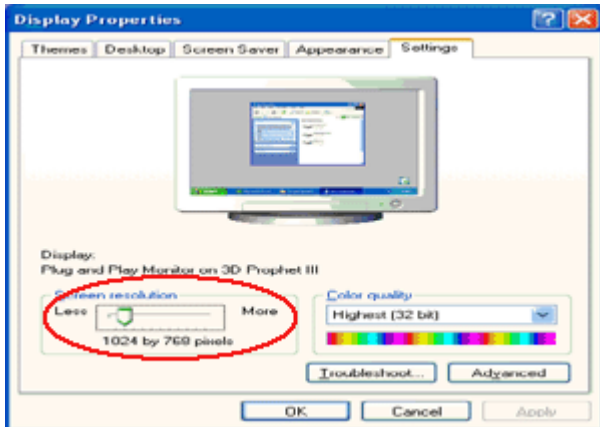 Display Properties
Themes Desktop Screen Saver Appearance Settings
Display:
Plug and Play Monitor on 3D Prophet III
Screen resolution
Less More
1024 by 768 pixels
Color quality
Highest (32 bit)
Troubleshoot... Advanced
OK Cancel Apply